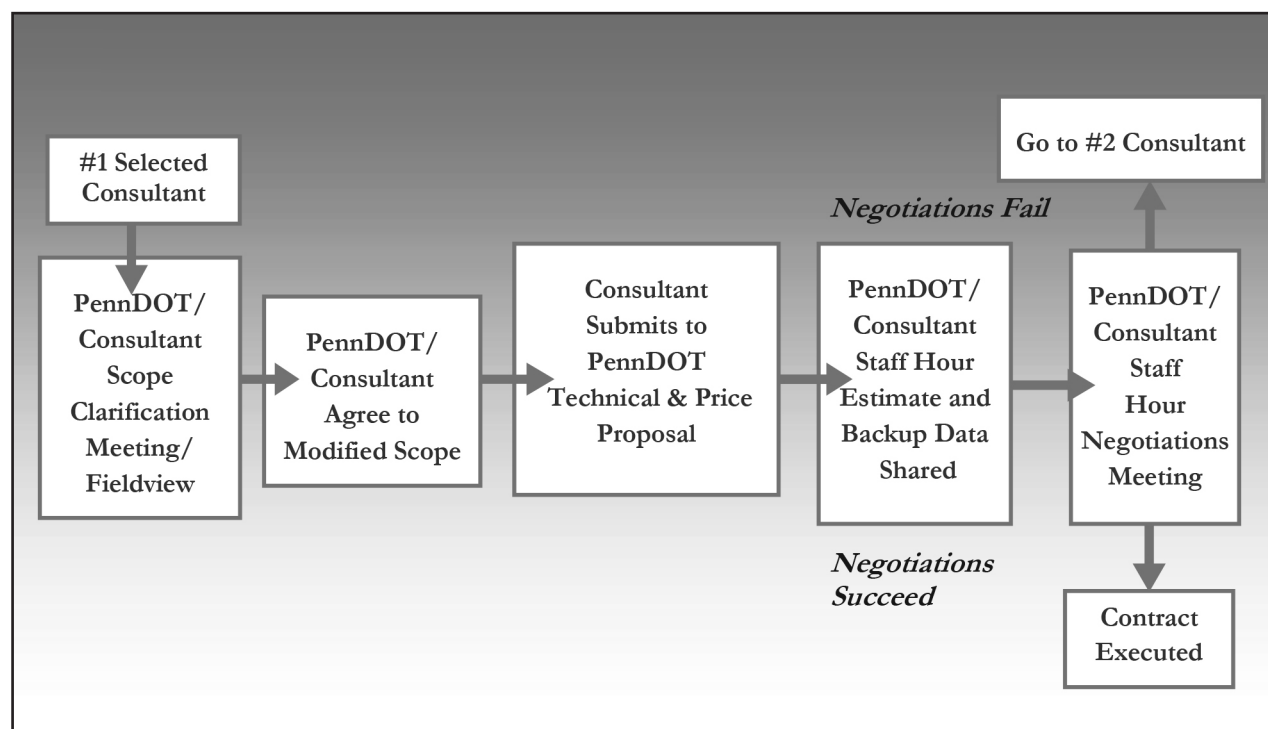 #1 Selected
Consultant
PennDOT/
Consultant
Scope
Clarification
Meeting/
Fieldview
PennDOT/
Consultant
Agree to
Modified Scope
Consultant
Submits to
PennDOT
Technical & Price
Proposal
PennDOT/
Consultant
Staff Hour
Estimate and
Backup Data
Shared
PennDOT/
Consultant
Staff
Hour
Negotiations
Meeting
Negotiations Fail
Go to #2 Consultant
Negotiations
Succeed
Contract
Executed